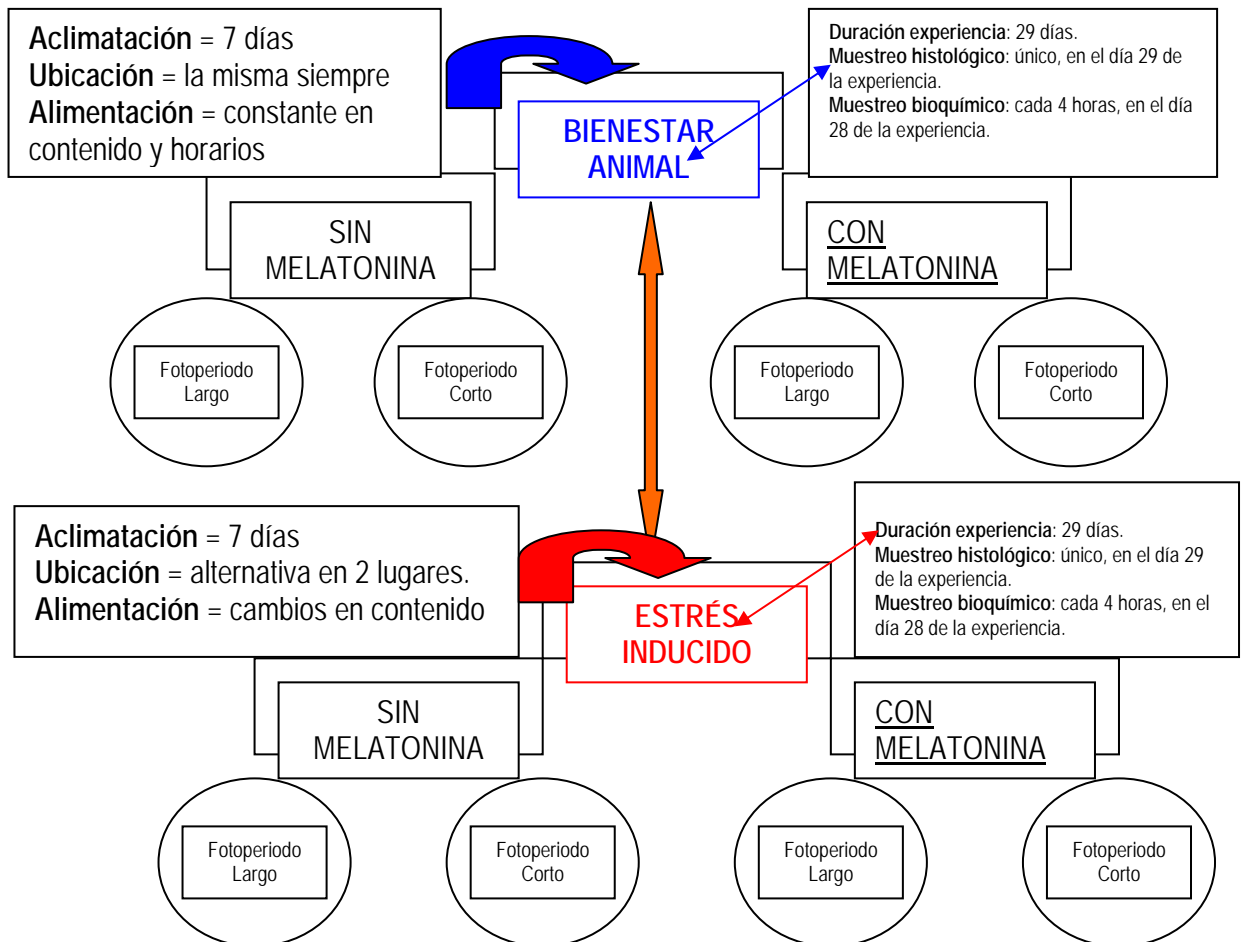 Aclimatación = 7 días
Ubicación = la misma siempre
Alimentación = constante en
contenido y horarios
BIENESTAR
ANIMAL
Duración experiencia: 29 días.
Muestreo histológico: único, en el día 29 de
la experiencia.
Muestreo bioquímico: cada 4 horas, en el día
28 de la experiencia.
SIN
MELATONINA
CON
MELATONINA
Fotoperiodo
Largo
Fotoperiodo
Corto
Fotoperiodo
Largo
Fotoperiodo
Corto
Aclimatación = 7 días
Ubicación = alternativa en 2 lugares.
Alimentación = cambios en contenido
ESTRÉS
INDUCIDO
Duración experiencia: 29 días.
Muestreo histológico: único, en el día 29
de la experiencia.
Muestreo bioquímico: cada 4 horas, en el
día 28 de la experiencia.
SIN
MELATONINA
CON
MELATONINA
Fotoperiodo
Largo
Fotoperiodo
Corto
Fotoperiodo
Largo
Fotoperiodo
Corto